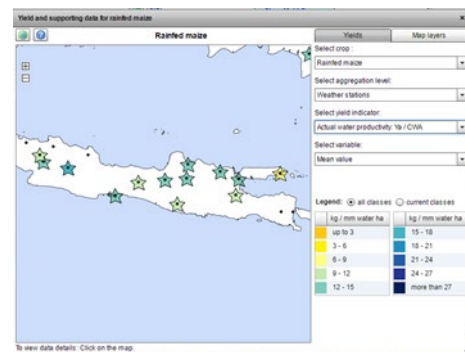 Yield and supporting data for rainfed maize
Rainfed maize
Yields
Map layers
Select crop :
Rainfed maize
Select aggregation level:
Weather stations
Select yield indicator:
Actual water productivity: Ya / CWA
Select variable:
Mean value
Legend: all classes current classes
kg / mm water ha
up to 3
3 - 6
6 - 9
9 - 12
12 - 15
kg / mm water ha
15 - 18
18 - 21
21 - 24
24 - 27
more than 27
To view data details: Click on the map.